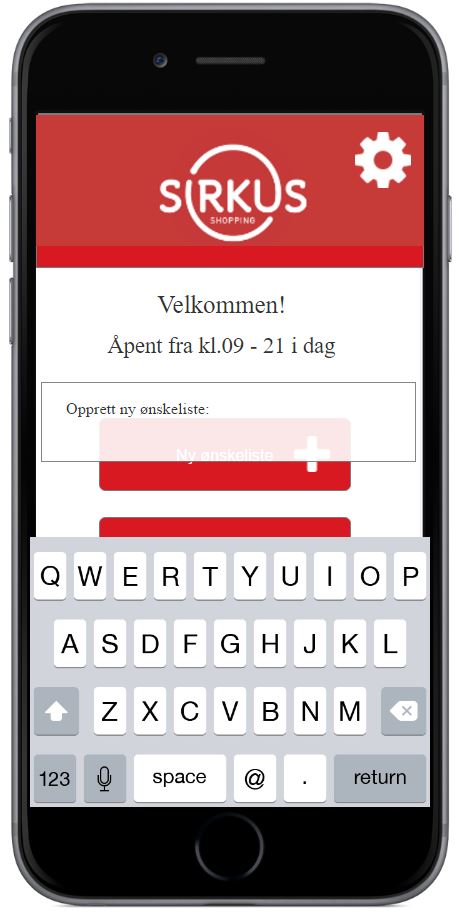 SIRKUS
SHOPPING
Velkommen!
Åpent fra kl.09 - 21 i dag
Opprett ny ønskeliste:
Ny ønskeliste
Q W E R T Y U I O P
A S D F G H J K L
Z X C V B N M
123 space @ . return